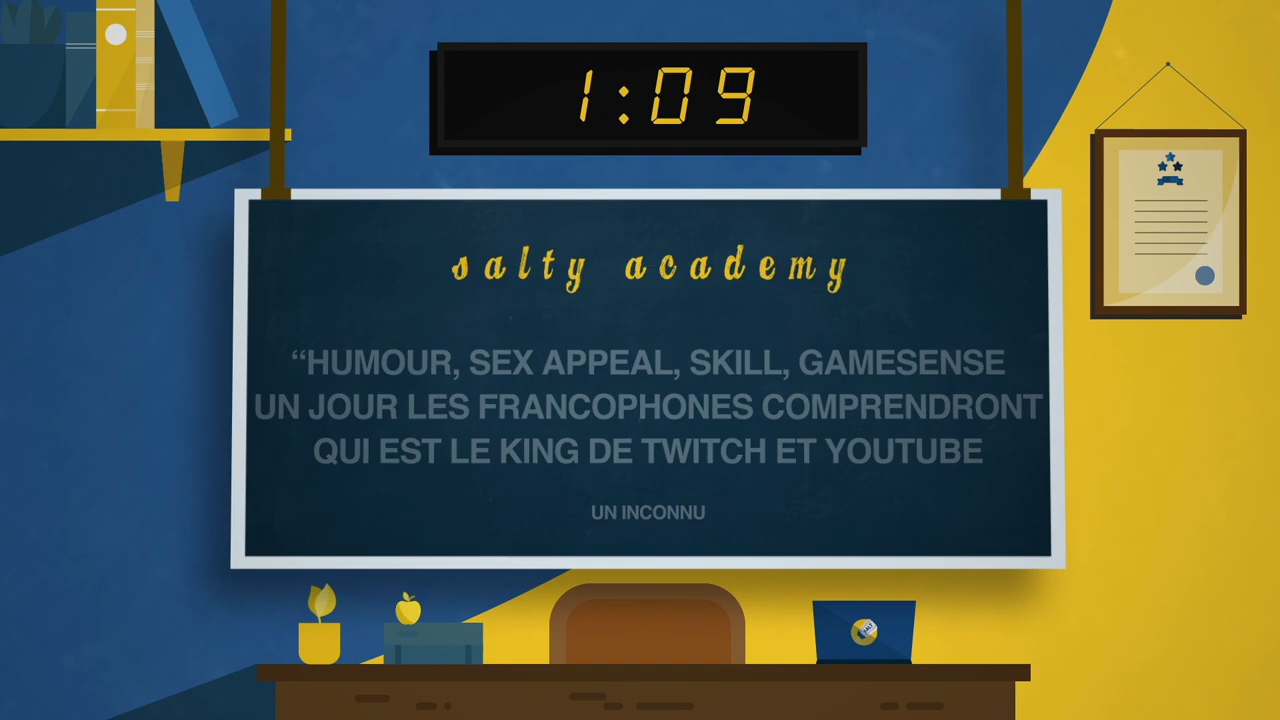 1:09
salty academy
“HUMOUR, SEX APPEAL, SKILL, GAMESENSE
UN JOUR LES FRANCOPHONES COMPRENDRONT
QUI EST LE KING DE TWITCH ET YOUTUBE
UN INCONNU